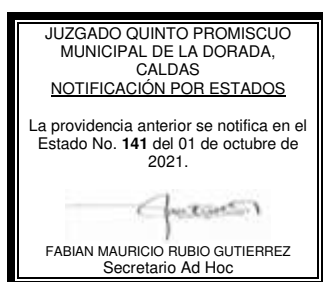 JUZGADO QUINTO PROMISCUO
MUNICIPAL DE LA DORADA,
CALDAS
NOTIFICACIÓN POR ESTADOS
La providencia anterior se notifica en el
Estado No. 141 del 01 de octubre de
2021.
FABIAN MAURICIO RUBIO GUTIERREZ
Secretario Ad Hoc